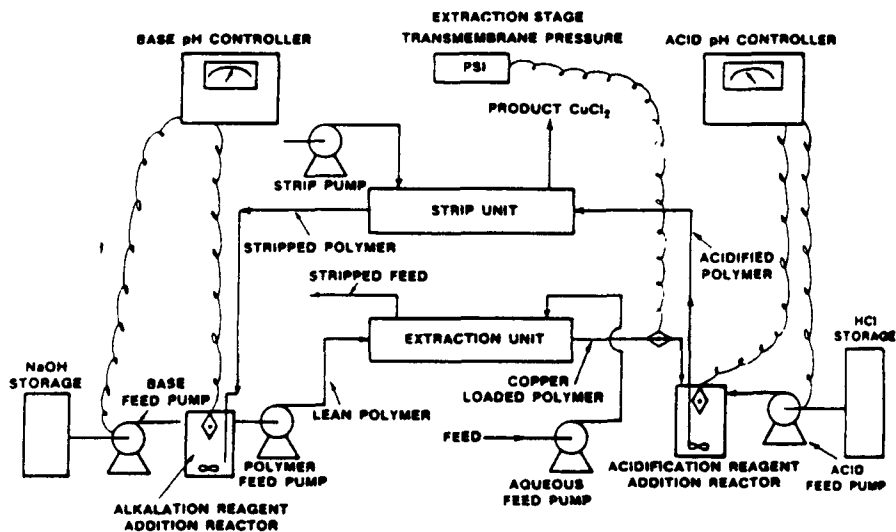 BASE pH CONTROLLER
EXTRACTION STAGE
TRANSMEMBRANE PRESSURE
PSI
ACID pH CONTROLLER
PRODUCT CuCl₂
STRIP PUMP
STRIP UNIT
STRIPPED POLYMER
ACIDIFIED
POLYMER
STRIPPED FEED
EXTRACTION UNIT
HCl
STORAGE
NaOH
STORAGE
BASE
FEED PUMP
LEAN POLYMER
COPPER
LOADED POLYMER
FEED
POLYMER
FEED PUMP
AQUEOUS
FEED PUMP
ACIDIFICATION REAGENT
ADDITION REACTOR
ACID
FEED PUMP
ALKALATION REAGENT
ADDITION REACTOR